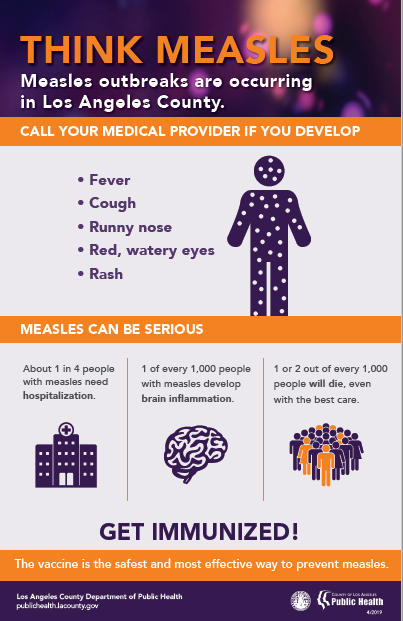 THINK MEASLES
Measles outbreaks are occurring
in Los Angeles County.
CALL YOUR MEDICAL PROVIDER IF YOU DEVELOP
• Fever
• Cough
• Runny nose
• Red, watery eyes
• Rash
MEASLES CAN BE SERIOUS
About 1 in 4 people
with measles need
hospitalization.
1 of every 1,000 people
with measles develop
brain inflammation.
1 or 2 out of every 1,000
people will die, even
with the best care.
GET IMMUNIZED!
The vaccine is the safest and most effective way to prevent measles.
Los Angeles County Department of Public Health
publichealth.lacounty.gov
COUNTY OF LOS ANGELES
Public Health
4/2019